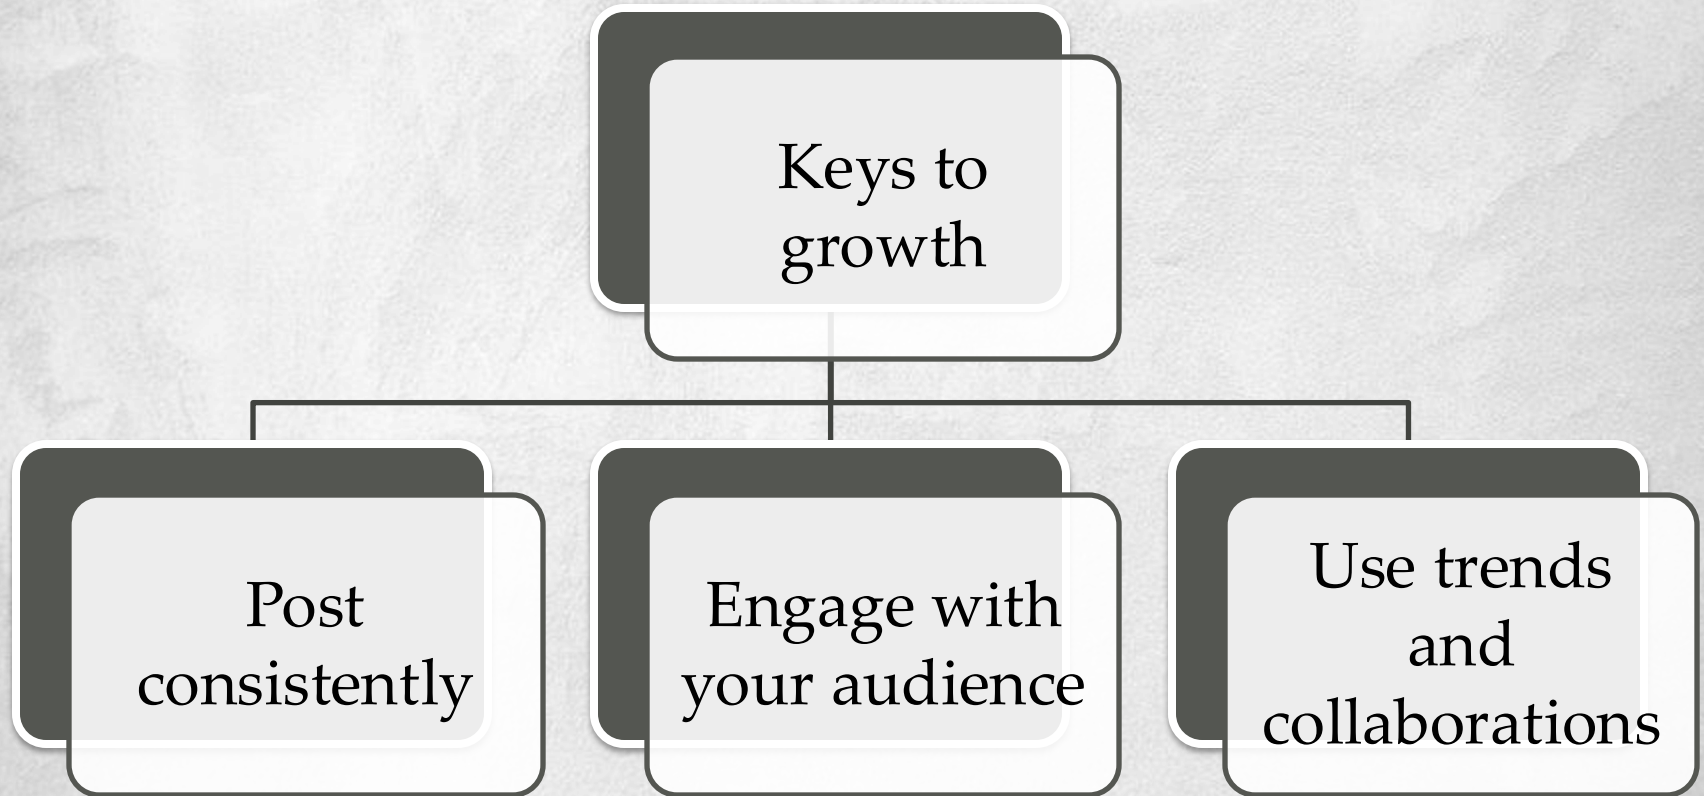 Keys to
growth
Post
consistently
Engage with
your audience
Use trends
and
collaborations